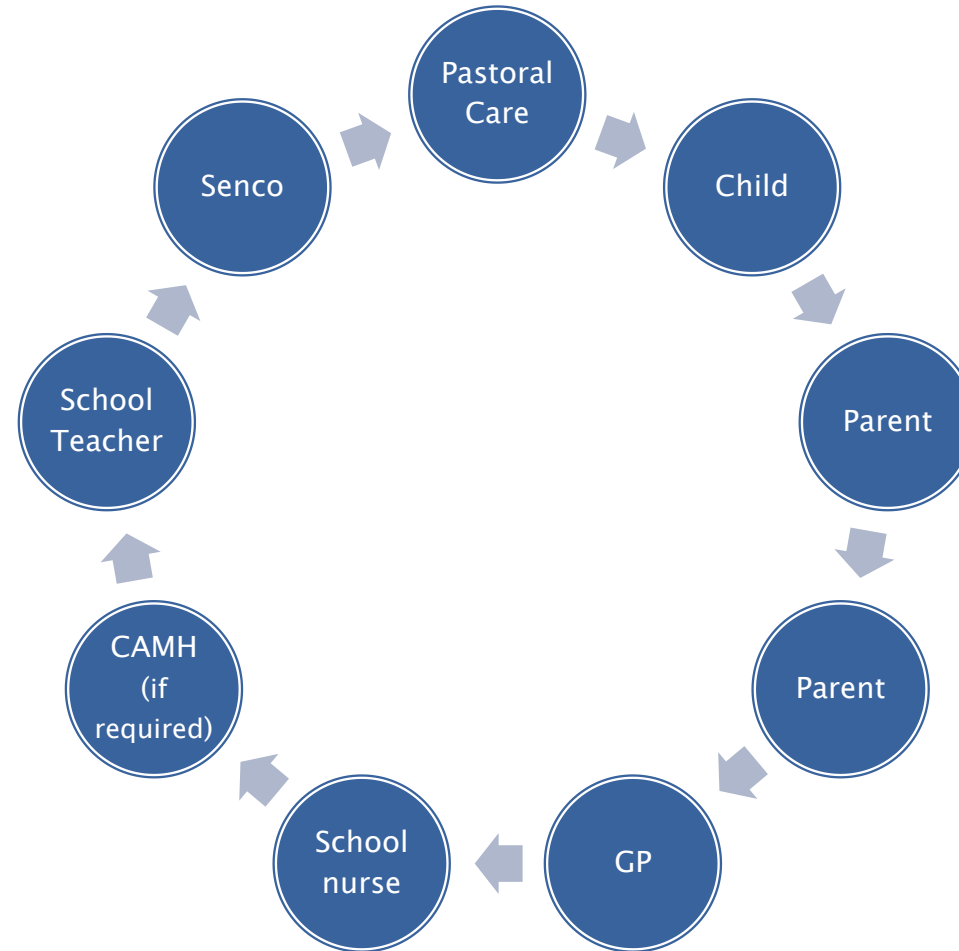 Pastoral
Care
Child
Parent
Parent
GP
School
nurse
CAMH
(if
required)
School
Teacher
Senco